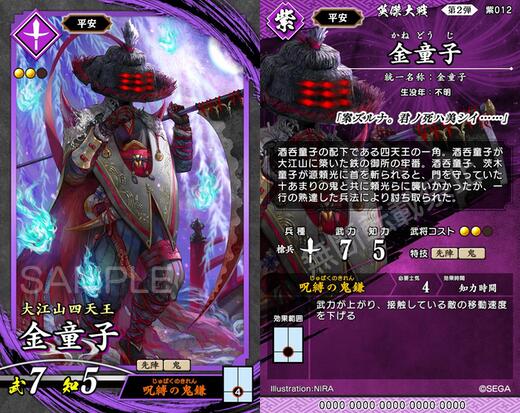 平安
SAMPLE
大江山四天王
金童子
先陣 鬼
武7 知5
じゅばくのきれん
呪縛の鬼鎌
4
紫
平安
英傑大戦
第2弾
紫012
かね どう じ
金童子
統一名称：金童子
生没年：不明
「案ズルナ。君ノ死ハ美シイ……」
酒呑童子の配下である四天王の一角。酒呑童子が
大江山に築いた鉄の御所の牢番。酒呑童子、茨木
童子が源頼光に首を斬られると、門を守っていた
十あまりの鬼と共に頼光らに襲いかかったが、一
行の熟達した兵法により討ち取られた。
兵種 武力 知力 武将コスト
槍兵 7 5 特技 先陣 鬼
じゅばくのきれん 必要士気 効果時間
呪縛の鬼鎌 4 知力時間
効果範囲
武力が上がり、接触している敵の移動速度
を下げる
Illustration:NIRA
©SEGA
0000 0000 0000 0000 0000